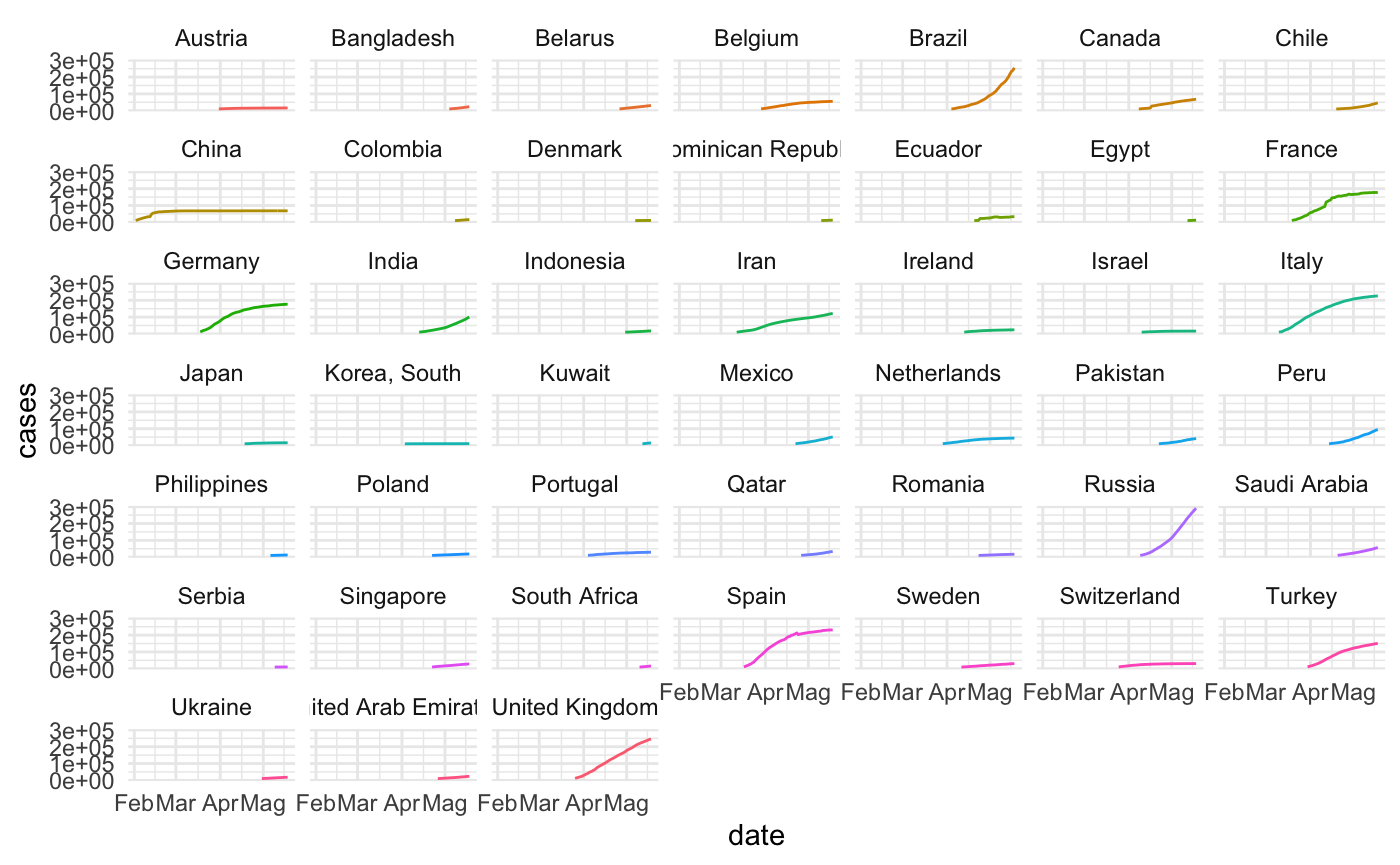 Austria Bangladesh Belarus Belgium Brazil Canada Chile
3e+05
2e+05
1e+05
0e+00
China Colombia Denmark ominican Republ Ecuador Egypt France
3e+05
2e+05
1e+05
0e+00
Germany India Indonesia Iran Ireland Israel Italy
3e+05
2e+05
1e+05
0e+00
Japan Korea, South Kuwait Mexico Netherlands Pakistan Peru
3e+05
2e+05
1e+05
0e+00
cases
Philippines Poland Portugal Qatar Romania Russia Saudi Arabia
3e+05
2e+05
1e+05
0e+00
Serbia Singapore South Africa Spain Sweden Switzerland Turkey
3e+05
2e+05
1e+05
0e+00
Feb Mar Apr Mag Feb Mar Apr Mag Feb Mar Apr Mag Feb Mar Apr Mag
Ukraine ited Arab Emirat United Kingdom
3e+05
2e+05
1e+05
0e+00
Feb Mar Apr Mag Feb Mar Apr Mag Feb Mar Apr Mag
date